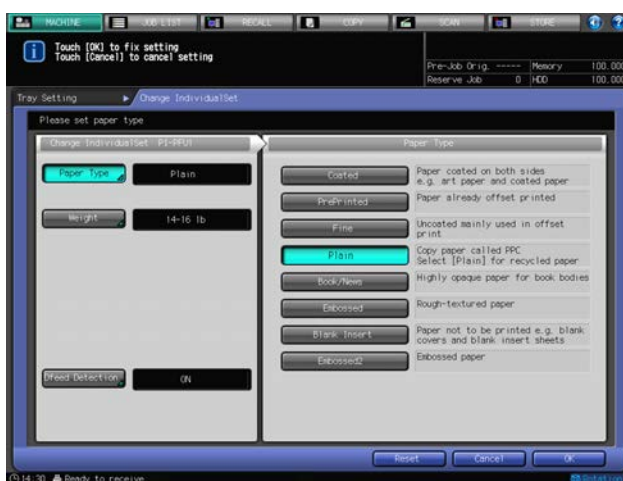 MACHINE JOB LIST RECALL COPY SCAN STORE
Touch [OK] to fix setting
Touch [Cancel] to cancel setting
Pre-Job Orig. ----- Memory 100.00
Reserve Job 0 HDD 100.00
Tray Setting Change IndividualSet
Please set paper type
Change IndividualSet PI-PFU1
Paper Type Plain
Weight 14-16 lb
Dfeed Detection ON
Paper Type
Coated
Paper coated on both sides
e.g. art paper and coated paper
PrePrinted
Paper already offset printed
Fine
Uncoated mainly used in offset
print
Plain
Copy paper called PPC
Select [Plain] for recycled paper
Book/News
Highly opaque paper for book bodies
Embossed
Rough-textured paper
Blank Insert
Paper not to be printed e.g. blank
covers and blank insert sheets
Embossed2
Embossed paper
Reset Cancel OK
14:30 Ready to receive Rotation